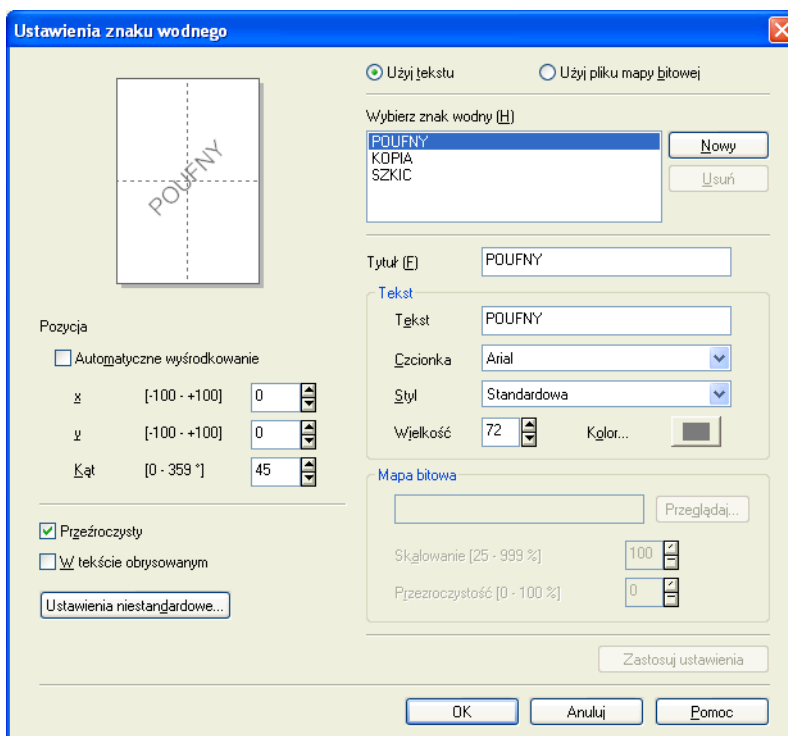 Ustawienia znaku wodnego
Użyj tekstu
Użyj pliku mapy bitowej
Wybierz znak wodny (H)
POUFNY
KOPIA
SZKIC
Nowy
Usuń
POUFNY
Tytuł (F)
POUFNY
Tekst
Tekst
POUFNY
Czcionka
Arial
Styl
Standardowa
Wielkość
72
Kolor...
Pozycja
Automatyczne wyśrodkowanie
x
[-100 - +100]
0
y
[-100 - +100]
0
Kąt
[0 - 359 °]
45
Przeźroczysty
W tekście obrysowanym
Ustawienia niestandardowe...
Mapa bitowa
Przeglądaj...
Skalowanie [25 - 999 %]
100
Przezroczystość [0 - 100 %]
0
Zastosuj ustawienia
OK
Anuluj
Pomoc